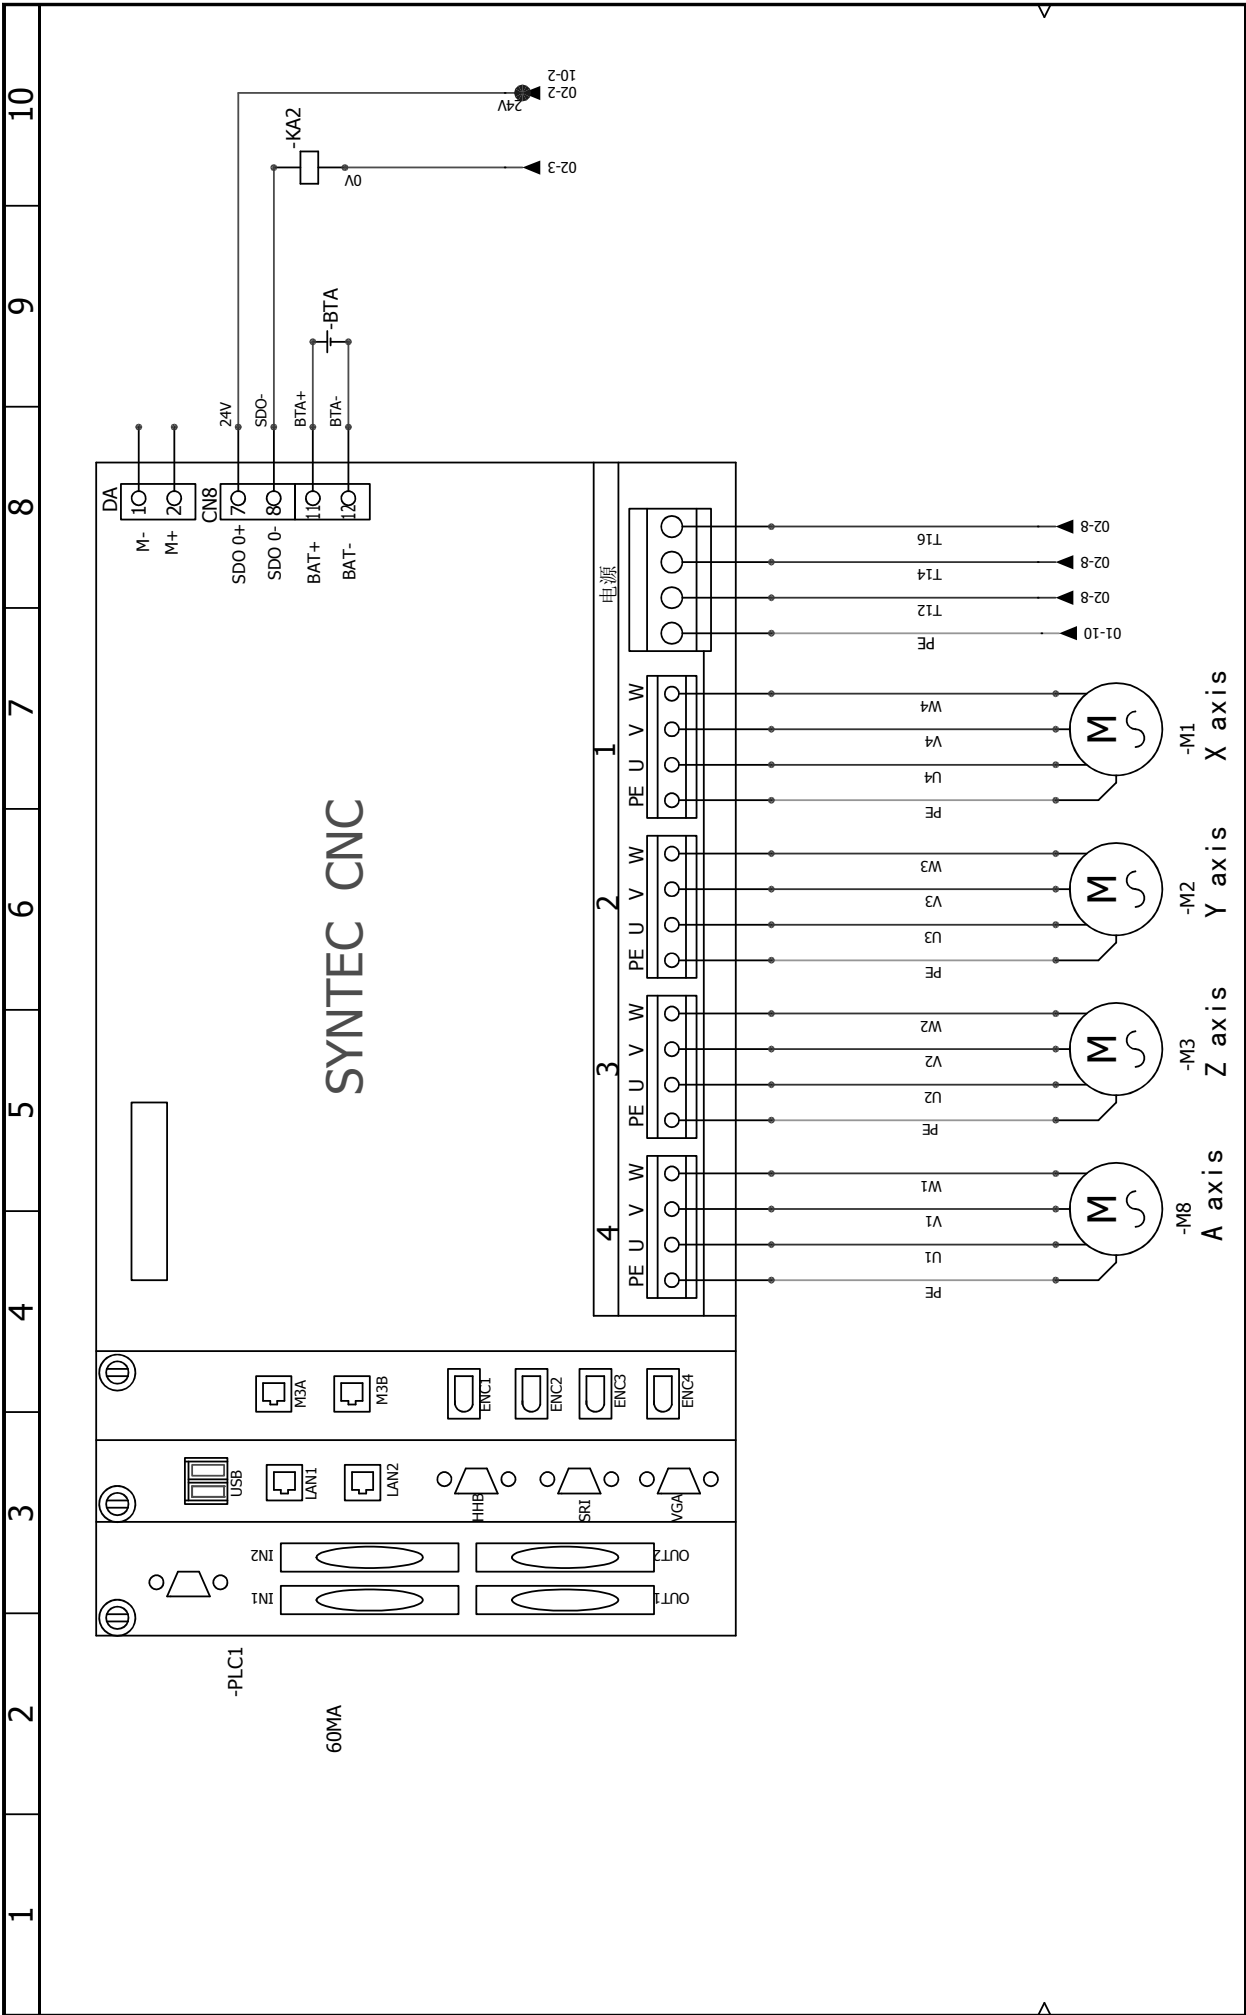 1
2
3
4
5
6
7
8
9
10
-PLC1
60MA
SYNTEC CNC
DA
1
2
M-
M+
CN8
7
8
11
12
SDO 0+
SDO 0-
BAT+
BAT-
24V
SDO-
BTA+
BTA-
-BTA
-KA2
0V
24V
10-2
02-2
02-3
IN2
IN1
OUT2
OUT1
USB
LAN1
LAN2
HHB
SRI
VGA
M3A
M3B
ENC1
ENC2
ENC3
ENC4
4
PE U V W
3
PE U V W
2
PE U V W
1
PE U V W
电源
PE
U1
V1
W1
PE
U2
V2
W2
PE
U3
V3
W3
PE
U4
V4
W4
PE
T12
T14
T16
01-10
02-8
02-8
02-8
M
-M8
A axis
M
-M3
Z axis
M
-M2
Y axis
M
-M1
X axis